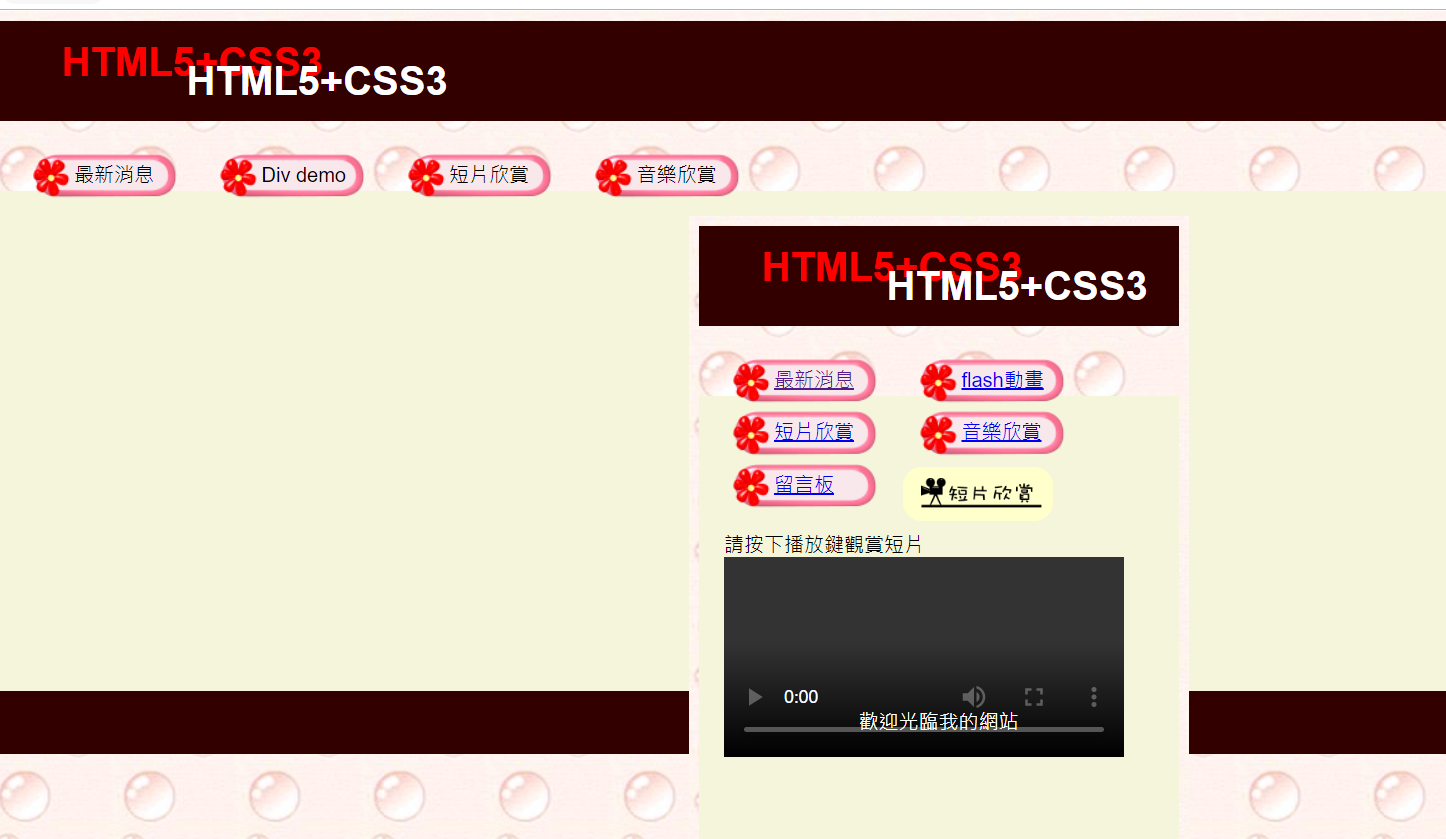 HTML5+CSS3
HTML5+CSS3
最新消息 Div demo 短片欣賞 音樂欣賞
HTML5+CSS3
HTML5+CSS3
最新消息 flash動畫
短片欣賞 音樂欣賞
留言板 短片欣賞
請按下播放鍵觀賞短片
0:00
歡迎光臨我的網站